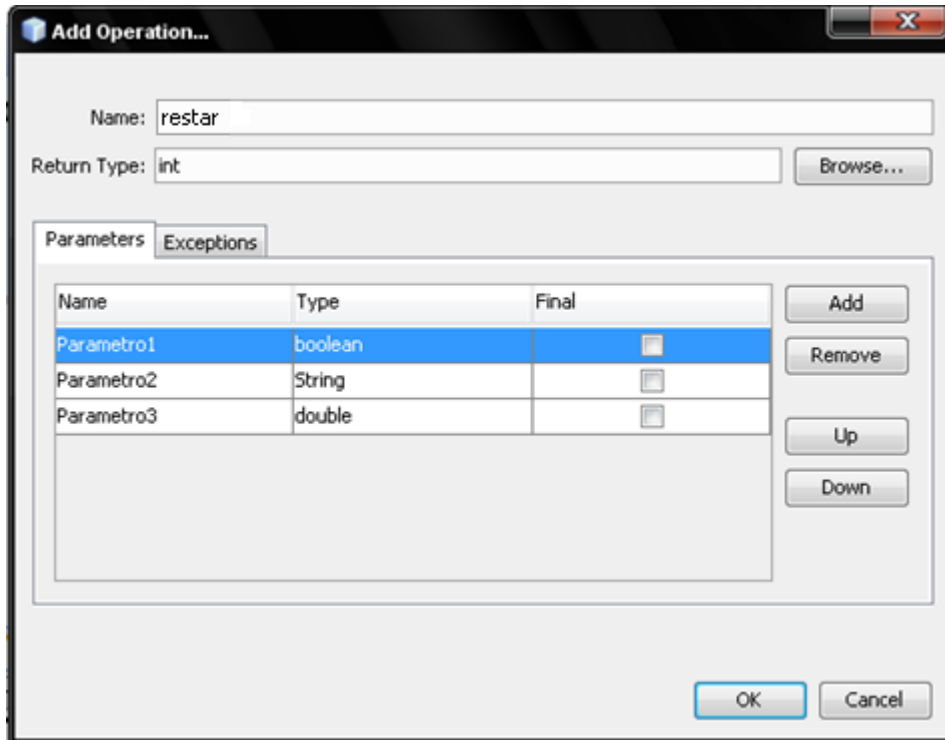 Add Operation...
Name: restar
Return Type: int Browse...
Parameters Exceptions
Name Type Final Add
Parametro1 boolean Remove
Parametro2 String
Parametro3 double
Up
Down
OK Cancel